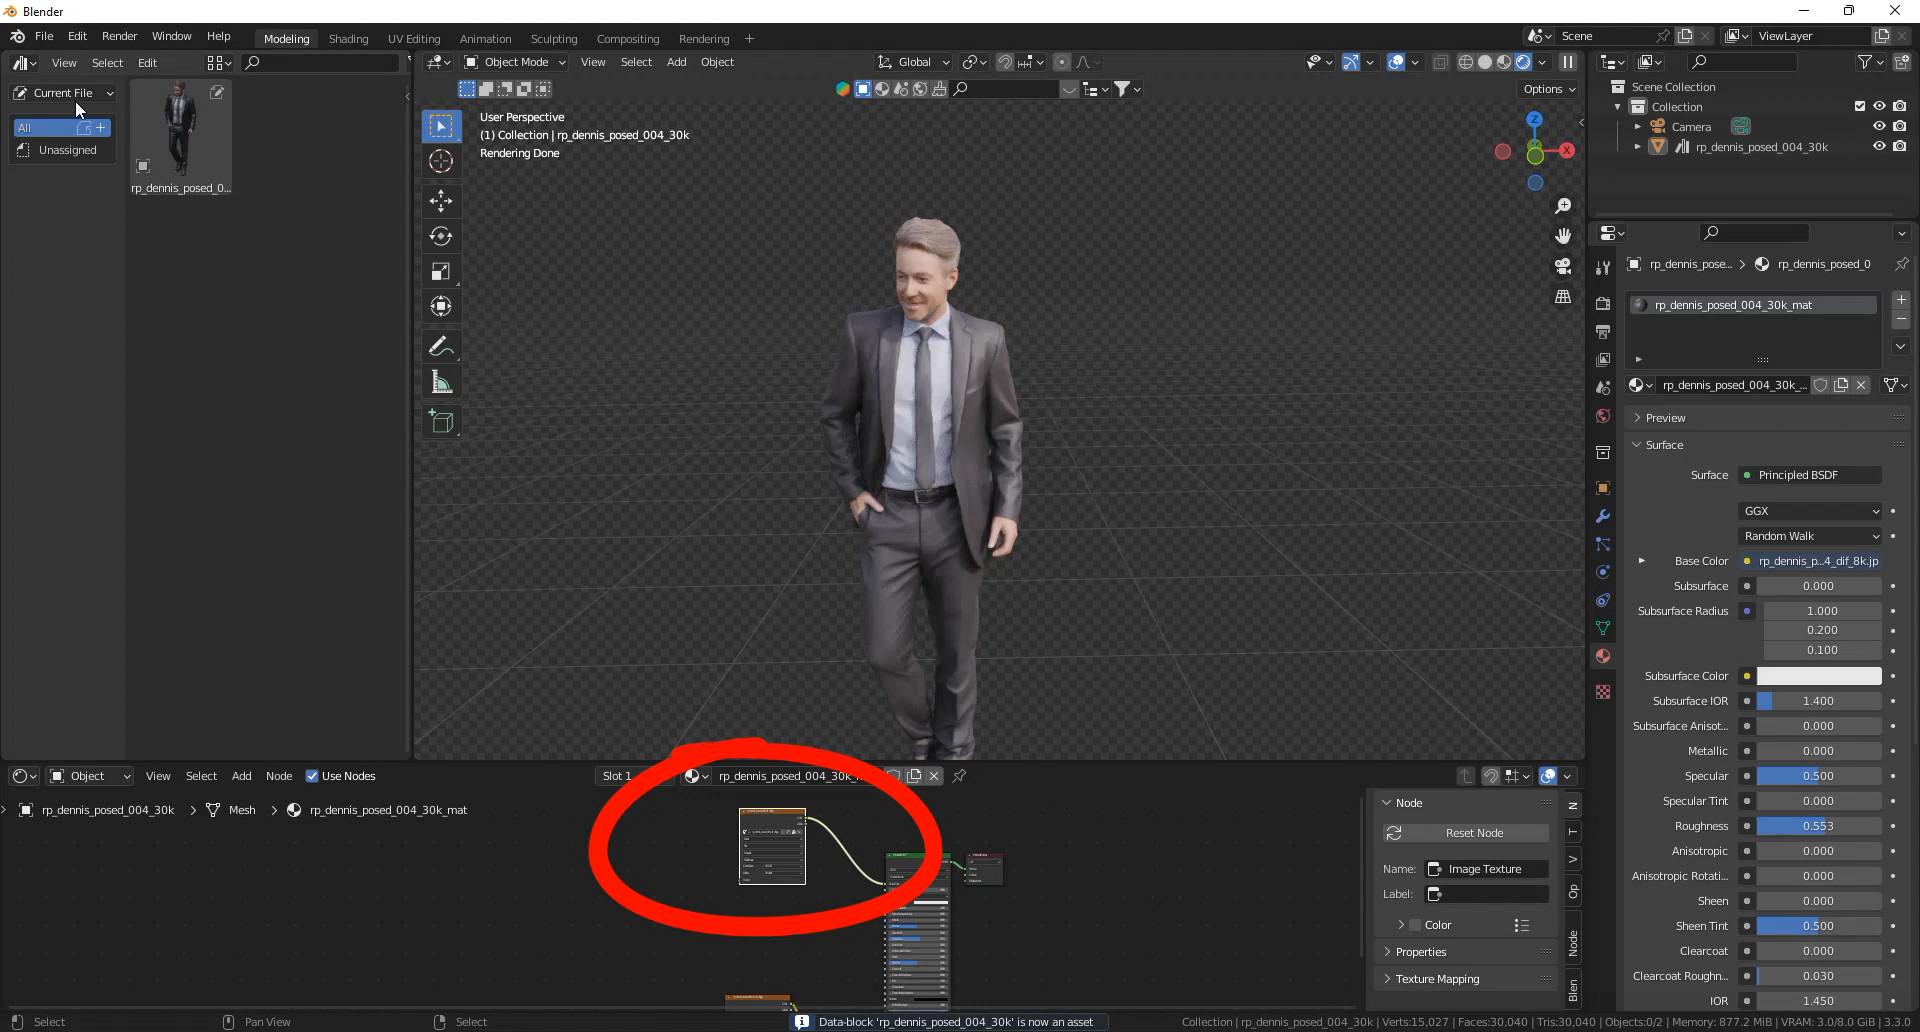 Blender
File Edit Render Window Help
Modeling Shading UV Editing Animation Sculpting Compositing Rendering +
Scene
ViewLayer
View Select Edit
Object Mode View Select Add Object
Global
Options
Current File
All
Unassigned
rp_dennis_posed_0...
User Perspective
(1) Collection | rp_dennis_posed_004_30k
Rendering Done
Z
X
Scene Collection
Collection
Camera
rp_dennis_posed_004_30k
rp_dennis_pose... > rp_dennis_posed_0
rp_dennis_posed_004_30k_mat
rp_dennis_posed_004_30k_...
Preview
Surface
Surface Principled BSDF
GGX
Random Walk
Base Color rp_dennis_p...4_dif_8k.jp
Subsurface 0.000
Subsurface Radius 1.000
0.200
0.100
Subsurface Color
Subsurface IOR 1.400
Subsurface Anisot... 0.000
Metallic 0.000
Specular 0.500
Specular Tint 0.000
Roughness 0.553
Anisotropic 0.000
Anisotropic Rotati... 0.000
Sheen 0.000
Sheen Tint 0.500
Clearcoat 0.000
Clearcoat Roughn... 0.030
IOR 1.450
Object View Select Add Node Use Nodes
Slot 1
rp_dennis_posed_004_30k_
rp_dennis_posed_004_30k > Mesh > rp_dennis_posed_004_30k_mat
Node
Reset Node
Name: Image Texture
Label:
Color
Properties
Texture Mapping
N
T
V
Op
Node
Blen
Select
Pan View
Select
Data-block 'rp_dennis_posed_004_30k' is now an asset
Collection | rp_dennis_posed_004_30k | Verts:15,027 | Faces:30,040 | Tris:30,040 | Objects:0/2 | Memory: 877.2 MiB | VRAM: 3.0/8.0 GiB | 3.3.0